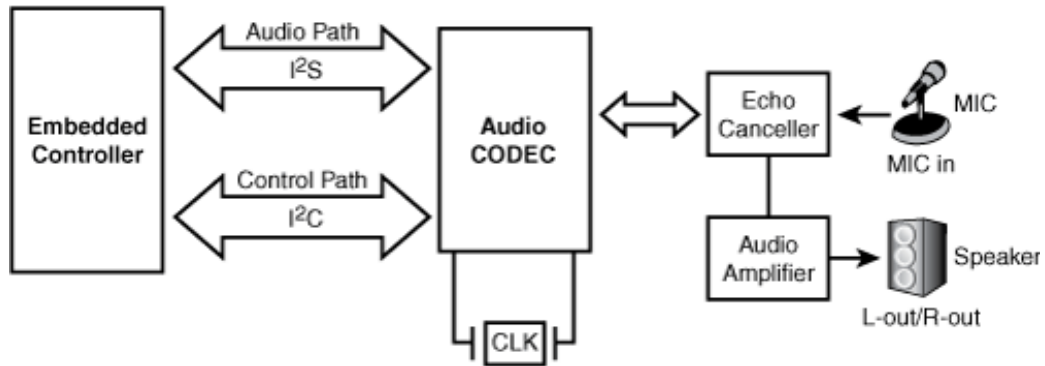 Embedded
Controller
Audio Path
I²S
Control Path
I²C
Audio
CODEC
CLK
Echo
Canceller
MIC
MIC in
Audio
Amplifier
Speaker
L-out/R-out